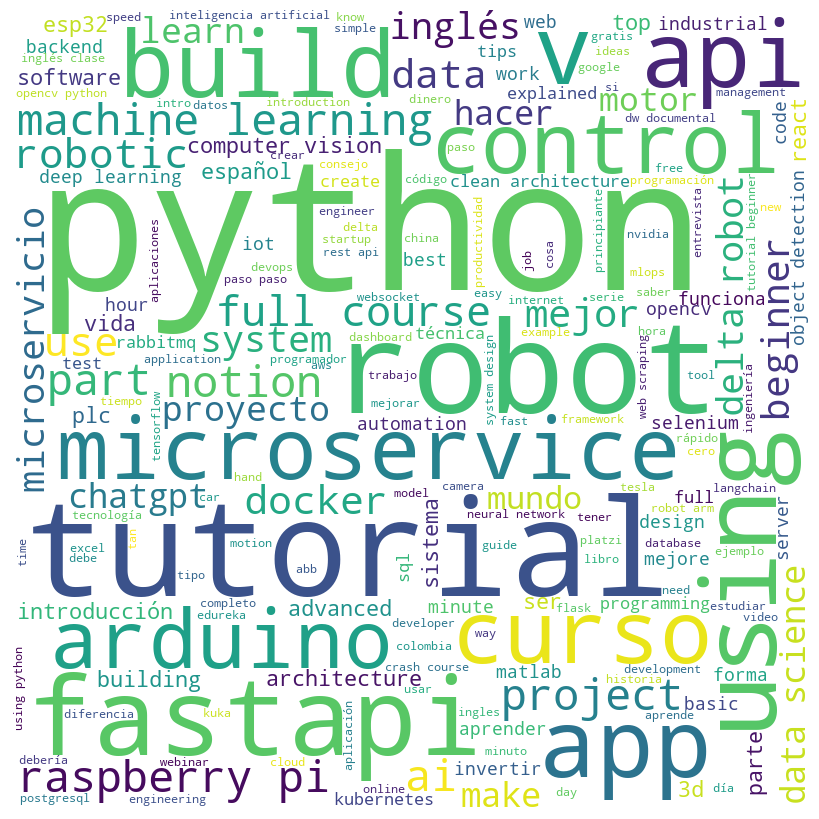 speed
inteligencia artificial
know
simple
esp32
learn
inglés
web
top
industrial
gratis
backend
build
v
api
tips
ideas
google
inglés clase
software
data
work
explained
si
management
opencv python
intro
datos
introduction
dinero
motor
machine learning
hacer
dw documental
code
react
control
computer vision
robotic
crear
consejo
paso
free
deep learning
español
create
código
clean architecture
programación
python
engineer
delta
startup
china
rest api
iot
best
productividad
job
cosa
principiante
nvidia
entrevista
delta robot
new
tutorial beginner
object detection
beginner
mlops
microservicio
aplicaciones
devops
paso paso
hour
vida
full course
websocket
easy
internet
serie
saber
funciona
mejor
opencv
use
rabbitmq
system
dashboard
técnica
example
hora
test
application
programador
aws
system design
web scraping
ingeniería
part
notion
robot
trabajo
fast
tool
tiempo
tensorflow
mejorar
plc
proyecto
automation
framework
selenium
rápido
cero
microservice
using
hand
chatgpt
car
docker
model
camera
mundo
tesla
full
langchain
robot arm
tecnología
neural network
tener
design
database
server
time
tan
excel
debe
motion
abb
sistema
sql
guide
platzi
libro
mejore
ejemplo
tutorial
tipo
need
introducción
completo
edureka
advanced
minute
ser
flask
programming
estudiar
video
data science
developer
colombia
way
crash course
arduino
curso
building
architecture
matlab
development
historia
forma
using python
fastapi
kuka
diferencia
usar
aplicación
ingles
project
basic
aprender
aprende
minuto
app
parte
debería
webinar
cloud
raspberry pi
ai
invertir
online
make
day
3d
día
postgresql
engineering
kubernetes